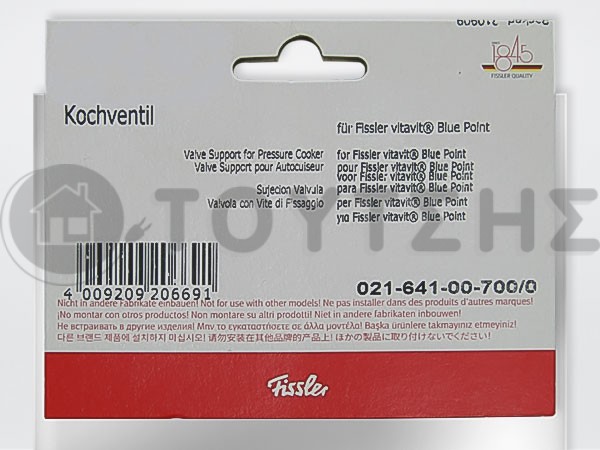 1845
FISSLER QUALITY
Kochventil
für Fissler vitavit® Blue Point
Valve Support for Pressure Cooker for Fissler vitavit® Blue Point
Valve Support pour Autocuiseur pour Fissler vitavit® Blue Point
voor Fissler vitavit® Blue Point
Sujecion Valvula para Fissler vitavit® Blue Point
Valvola con Vite di Fissaggio per Fissler vitavit® Blue Point
για Fissler vitavit® Blue Point
ΤΟΥΤΖΗΣ
4 009209 206691
021-641-00-700/0
Nicht in andere Fabrikate einbauen! Not for use with other models! Ne pas installer dans des produits d'autres marques!
¡No montar con otros productos! Non montare su altri prodotti! Niet in andere fabrikaten inbouwen!
Не встраивать в другие изделия! Μην το εγκαταστήσετε σε άλλα μοντέλα! Başka ürünlere takmayınız etmeyiniz!
다른 브랜드 제품에 설치하지 마십시오! 请勿安装在其他品牌的产品上! ほかの製品に取り付けないでください!
Fissler